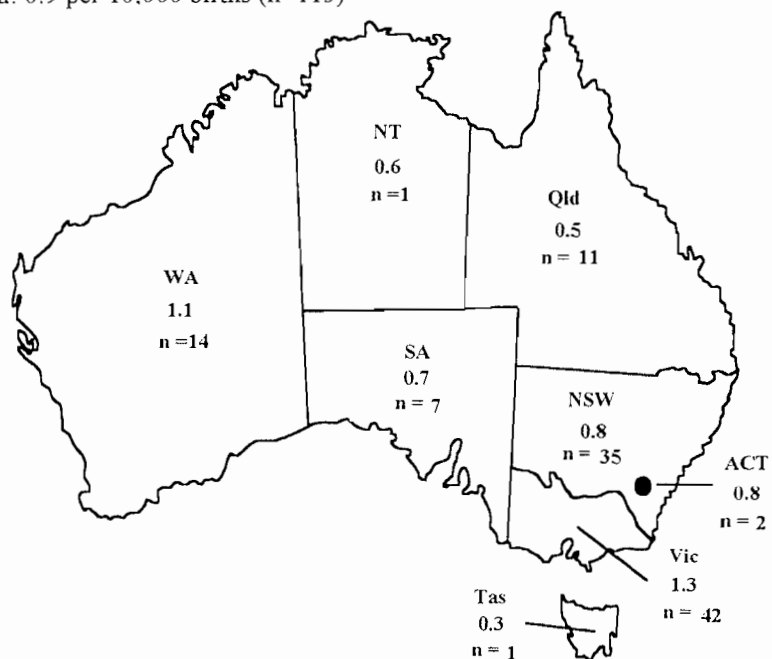 0.9 per 10,000 births (n=113)
NT
0.6
n =1
Qld
0.5
n = 11
WA
1.1
n =14
SA
0.7
n = 7
NSW
0.8
n = 35
ACT
0.8
n = 2
Vic
1.3
n = 42
Tas
0.3
n = 1